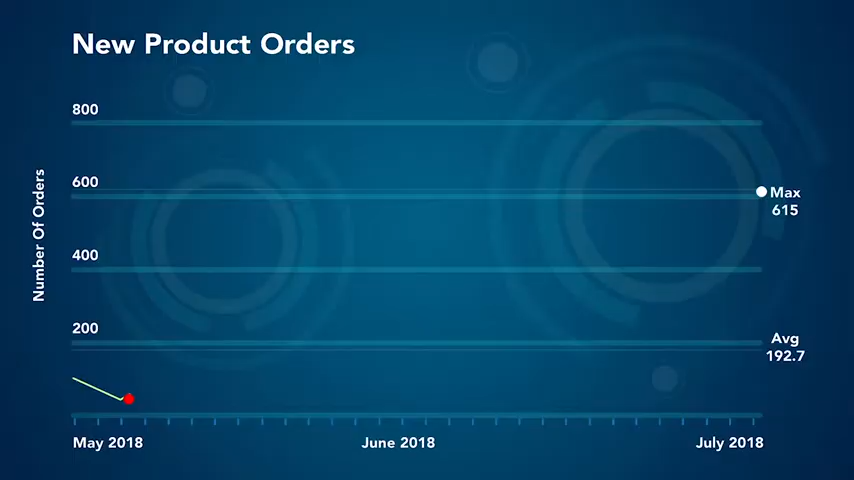 New Product Orders
800
600
400
200
Number Of Orders
Max
615
Avg
192.7
May 2018
June 2018
July 2018